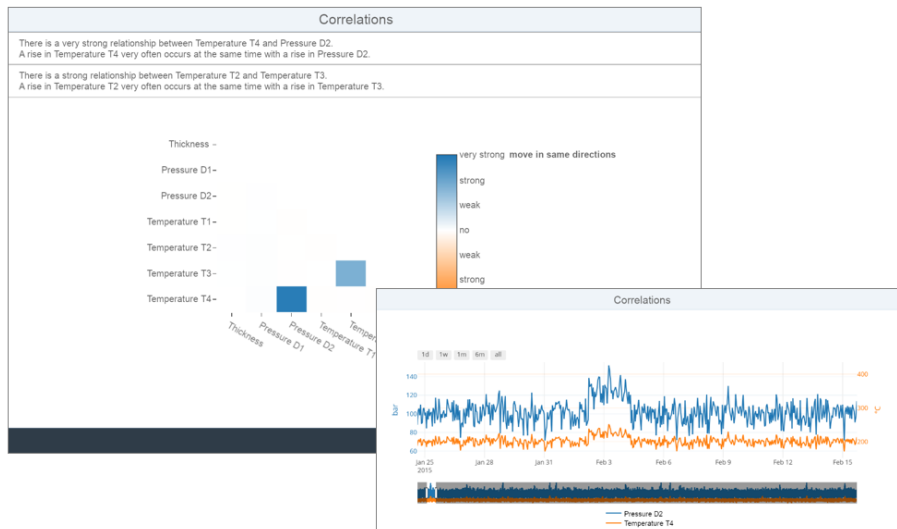 Correlations
There is a very strong relationship between Temperature T4 and Pressure D2.
A rise in Temperature T4 very often occurs at the same time with a rise in Pressure D2.
There is a strong relationship between Temperature T2 and Temperature T3.
A rise in Temperature T2 very often occurs at the same time with a rise in Temperature T3.
Thickness
Pressure D1
Pressure D2
Temperature T1
Temperature T2
Temperature T3
Temperature T4
Thickness
Pressure D1
Pressure D2
Temperature T1
very strong move in same directions
strong
weak
no
weak
strong
Correlations
1d 1w 1m 6m all
140
120
100
80
60
bar
400
300
200
°C
Jan 25 Jan 28 Jan 31 Feb 3 Feb 6 Feb 9 Feb 12 Feb 15
2015
Pressure D2
Temperature T4